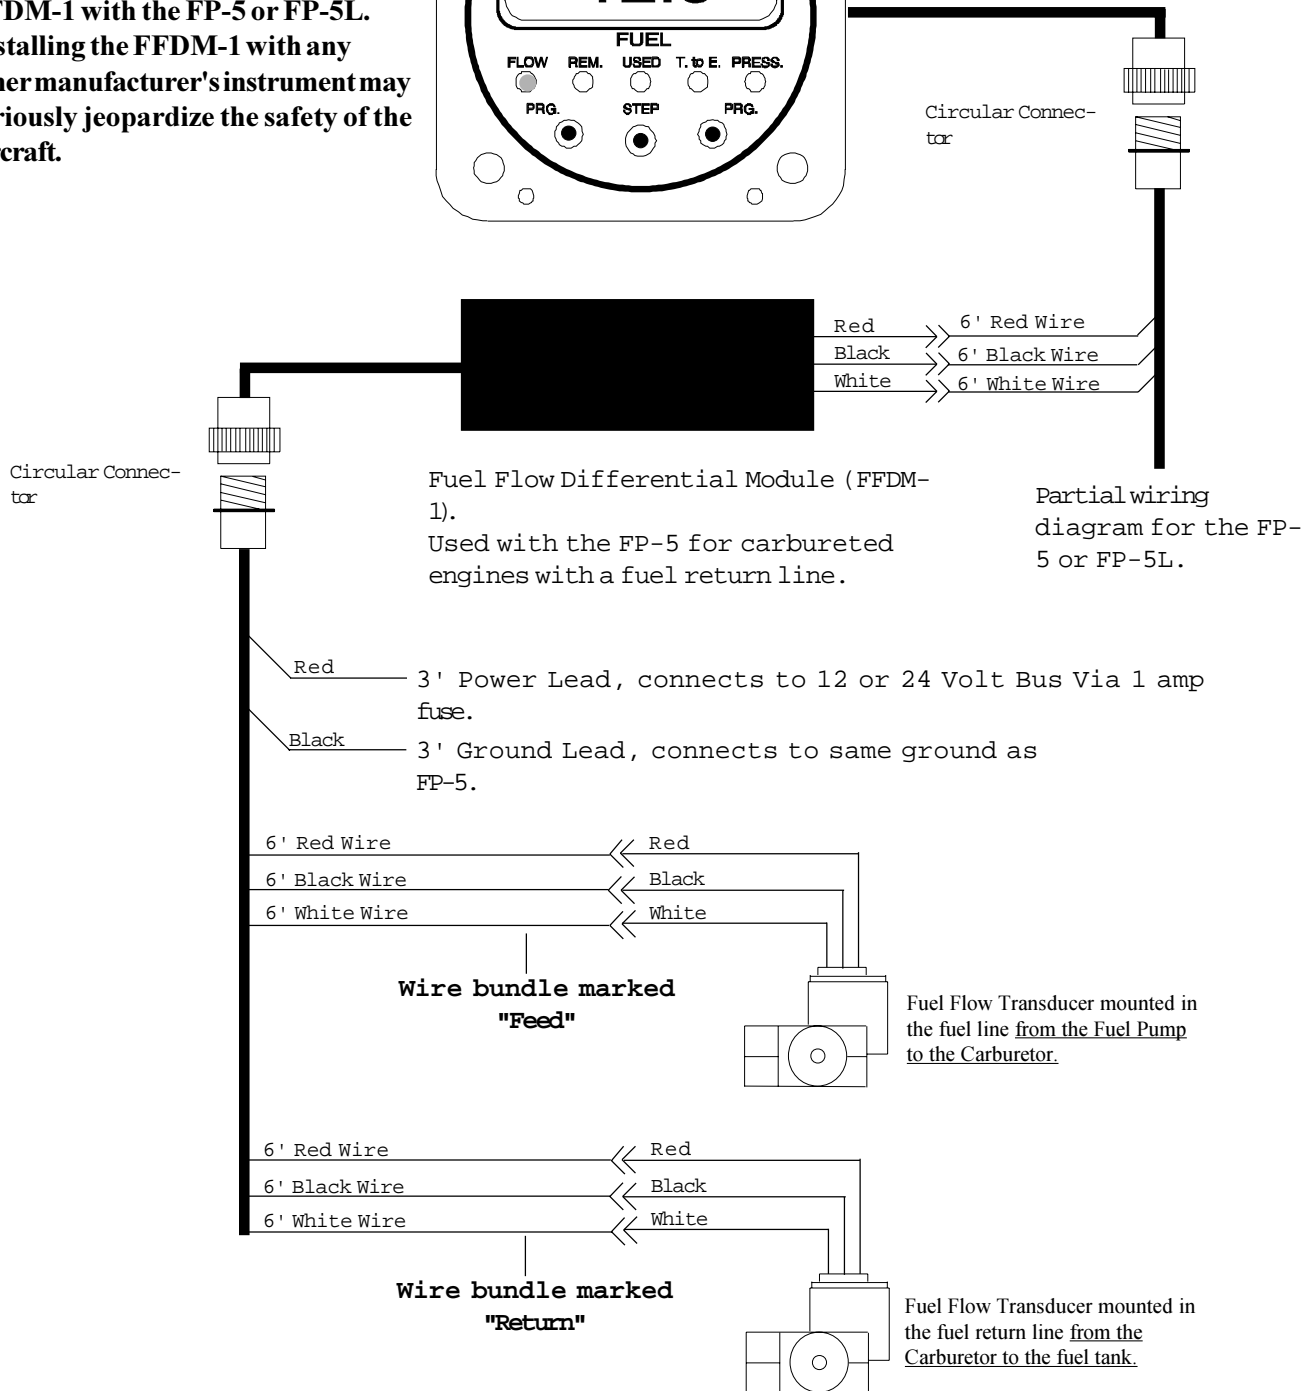 FDM-1 with the FP-5 or FP-5L.
stalling the FFDM-1 with any
her manufacturer's instrument may
riously jeopardize the safety of the
rcraft.
FUEL
FLOW REM. USED T. to E. PRESS.
PRG. STEP PRG.
Circular Connec-
tor
Red 6' Red Wire
Black 6' Black Wire
White 6' White Wire
Circular Connec-
tor
Fuel Flow Differential Module (FFDM-
1).
Used with the FP-5 for carbureted
engines with a fuel return line.
Partial wiring
diagram for the FP-
5 or FP-5L.
Red
3' Power Lead, connects to 12 or 24 Volt Bus Via 1 amp
fuse.
Black
3' Ground Lead, connects to same ground as
FP-5.
6' Red Wire Red
6' Black Wire Black
6' White Wire White
Wire bundle marked
"Feed"
Fuel Flow Transducer mounted in
the fuel line from the Fuel Pump
to the Carburetor.
6' Red Wire Red
6' Black Wire Black
6' White Wire White
Wire bundle marked
"Return"
Fuel Flow Transducer mounted in
the fuel return line from the
Carburetor to the fuel tank.